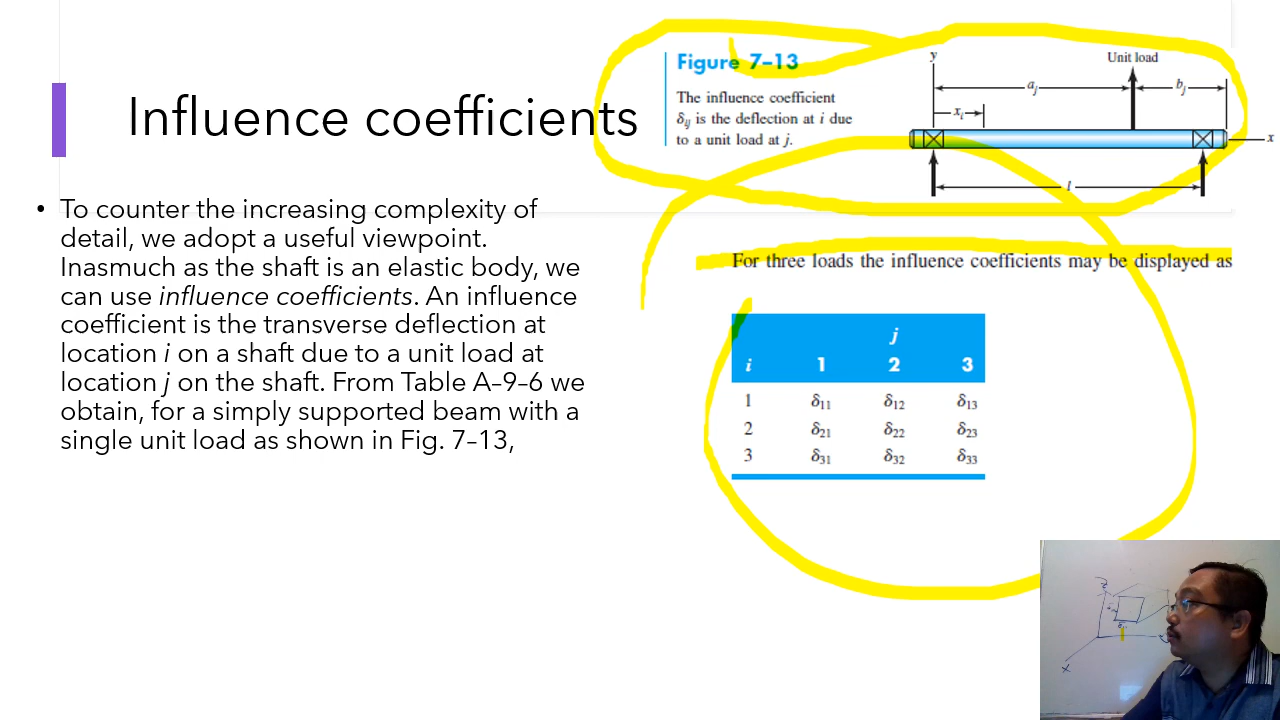 Influence coefficients
• To counter the increasing complexity of
detail, we adopt a useful viewpoint.
Inasmuch as the shaft is an elastic body, we
can use influence coefficients. An influence
coefficient is the transverse deflection at
location i on a shaft due to a unit load at
location j on the shaft. From Table A–9–6 we
obtain, for a simply supported beam with a
single unit load as shown in Fig. 7–13,
Figure 7–13
The influence coefficient
δij is the deflection at i due
to a unit load at j.
y
Unit load
aj
bj
xi
x
l
For three loads the influence coefficients may be displayed as
j
i 1 2 3
1 δ11 δ12 δ13
2 δ21 δ22 δ23
3 δ31 δ32 δ33
z
x